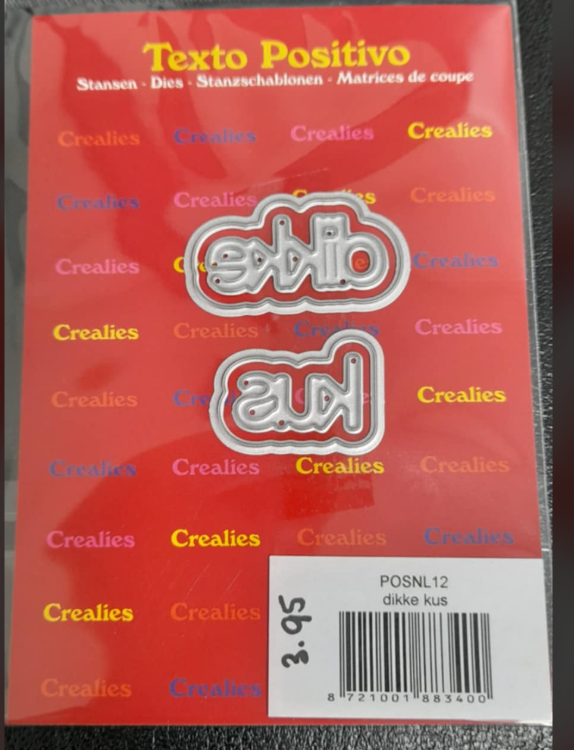 Texto Positivo
Stansen - Dies - Stanzschablonen - Matrices de coupe
Crealies Crealies Crealies Crealies
Crealies Crealies Crealies Crealies
Crealies Crealies
dikke
Crealies Crealies Crealies Crealies
kus
Crealies Crealies
Crealies Crealies Crealies Crealies
Crealies Crealies Crealies Crealies
Crealies Crealies
Crealies Crealies
POSNL12
dikke kus
3.95
8 721001 883400